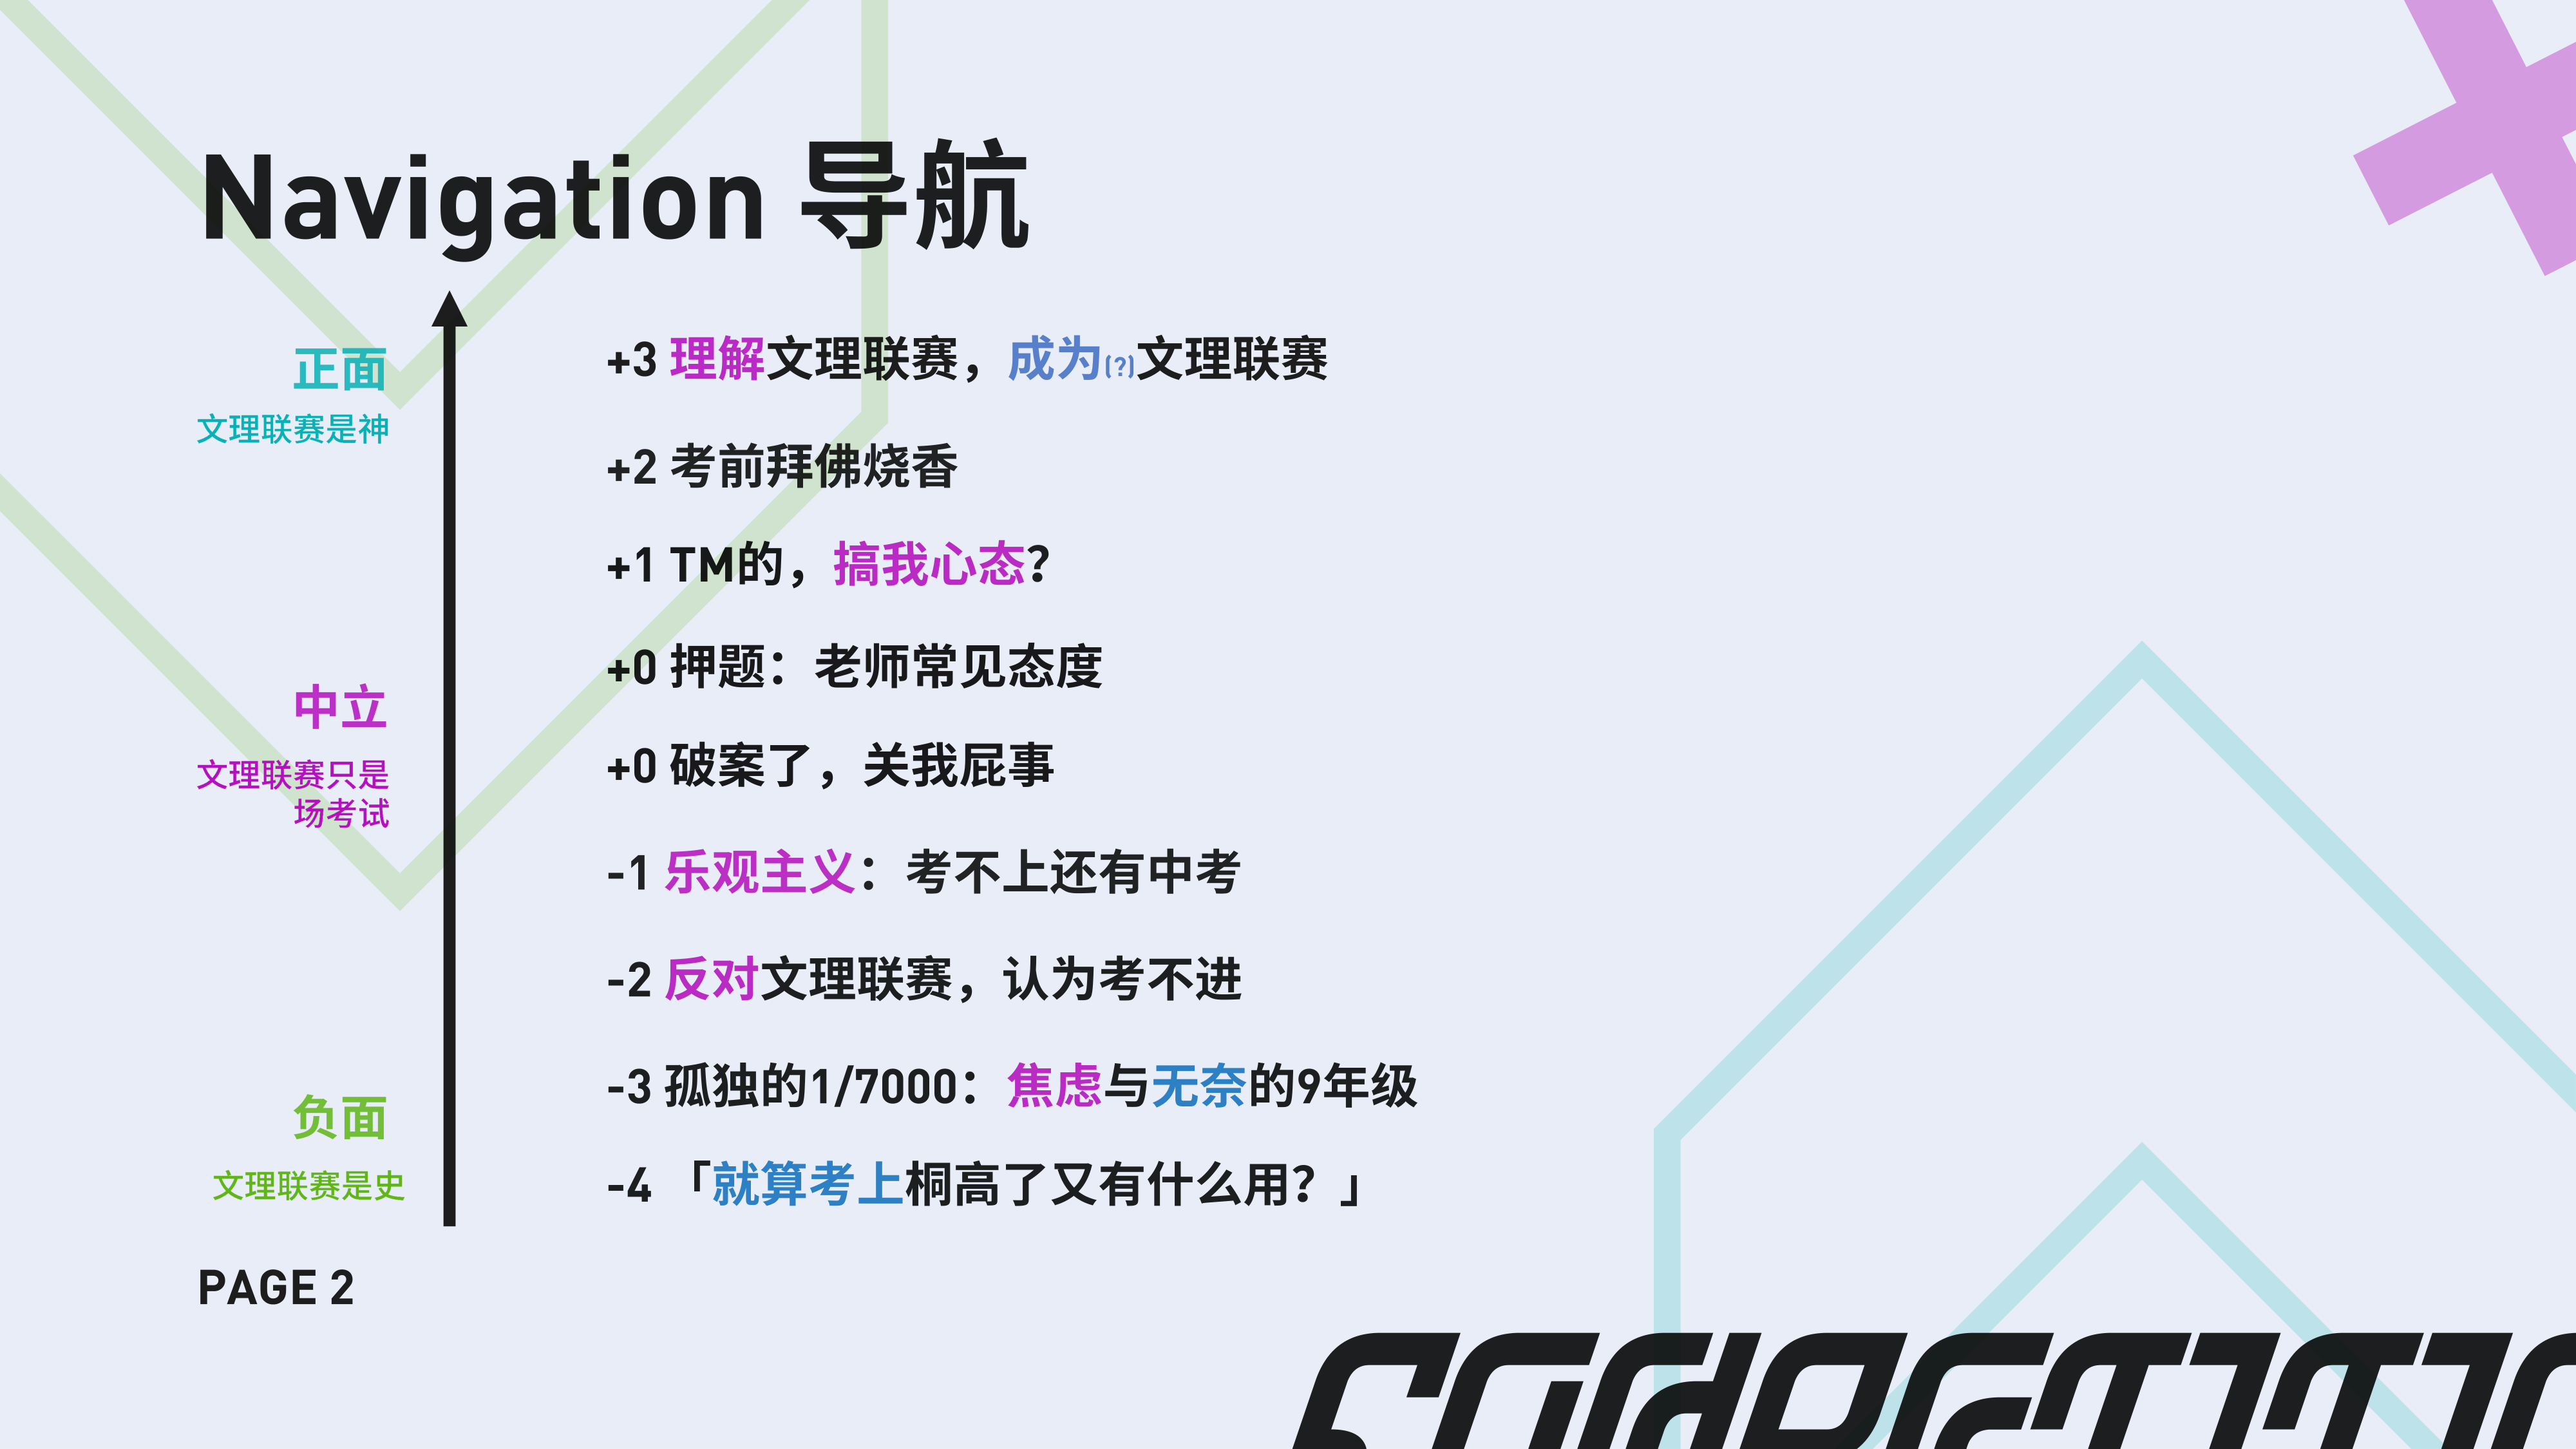 Navigation 导航
正面
文理联赛是神
中立
文理联赛只是
场考试
负面
文理联赛是史
+3 理解文理联赛，成为(?)文理联赛
+2 考前拜佛烧香
+1 TM的，搞我心态？
+0 押题：老师常见态度
+0 破案了，关我屁事
-1 乐观主义：考不上还有中考
-2 反对文理联赛，认为考不进
-3 孤独的1/7000：焦虑与无奈的9年级
-4 「就算考上桐高了又有什么用？」
PAGE 2